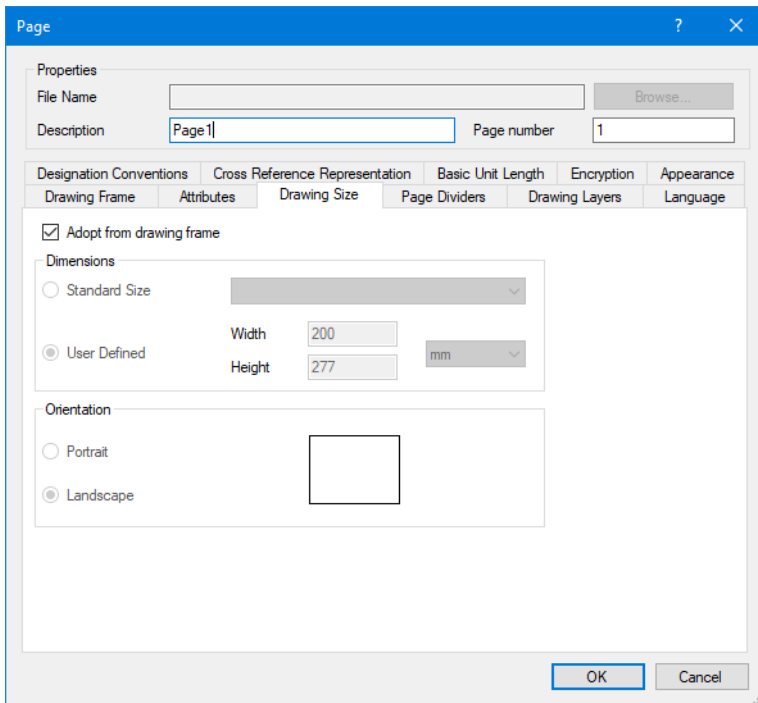 Page ?
Properties
File Name Browse...
Description Page1 Page number 1
Designation Conventions Cross Reference Representation Basic Unit Length Encryption Appearance
Drawing Frame Attributes Drawing Size Page Dividers Drawing Layers Language
Adopt from drawing frame
Dimensions
Standard Size
Width 200
User Defined mm
Height 277
Orientation
Portrait
Landscape
OK Cancel